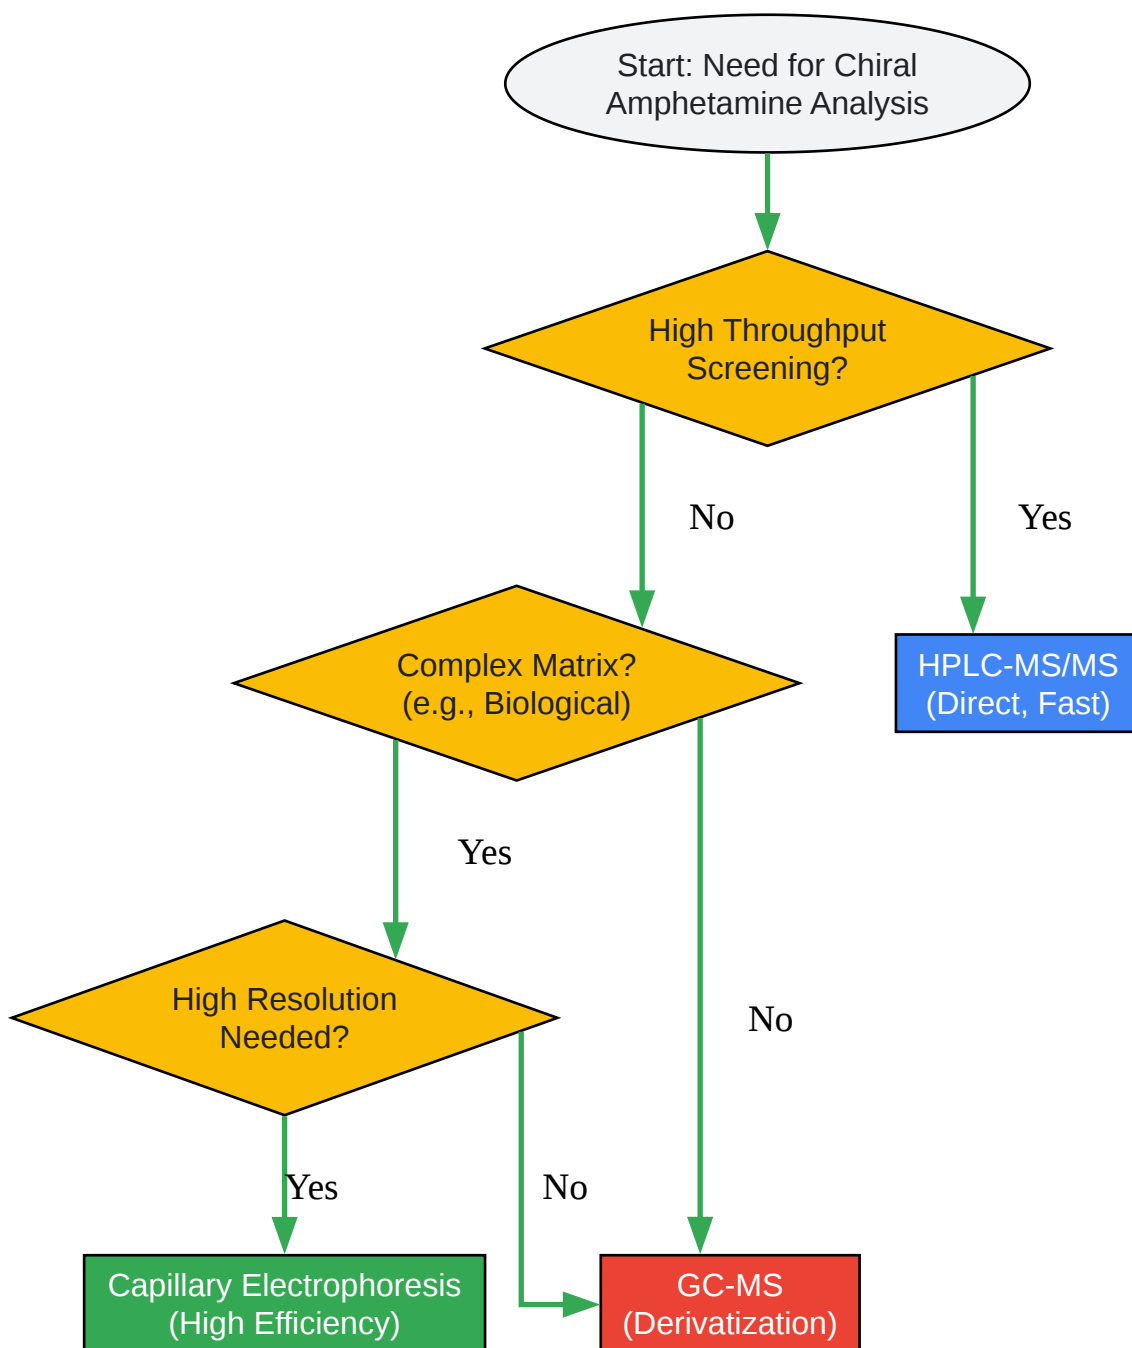 Start: Need for Chiral
Amphetamine Analysis
High Throughput
Screening?
No
Yes
Complex Matrix?
(e.g., Biological)
HPLC-MS/MS
(Direct, Fast)
Yes
High Resolution
Needed?
No
Yes
No
Capillary Electrophoresis
(High Efficiency)
GC-MS
(Derivatization)